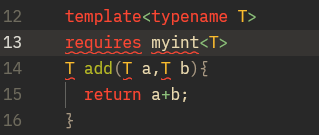 12 template<typename T>
13 requires myint<T>
14 T add(T a,T b){
15 return a+b;
16 }